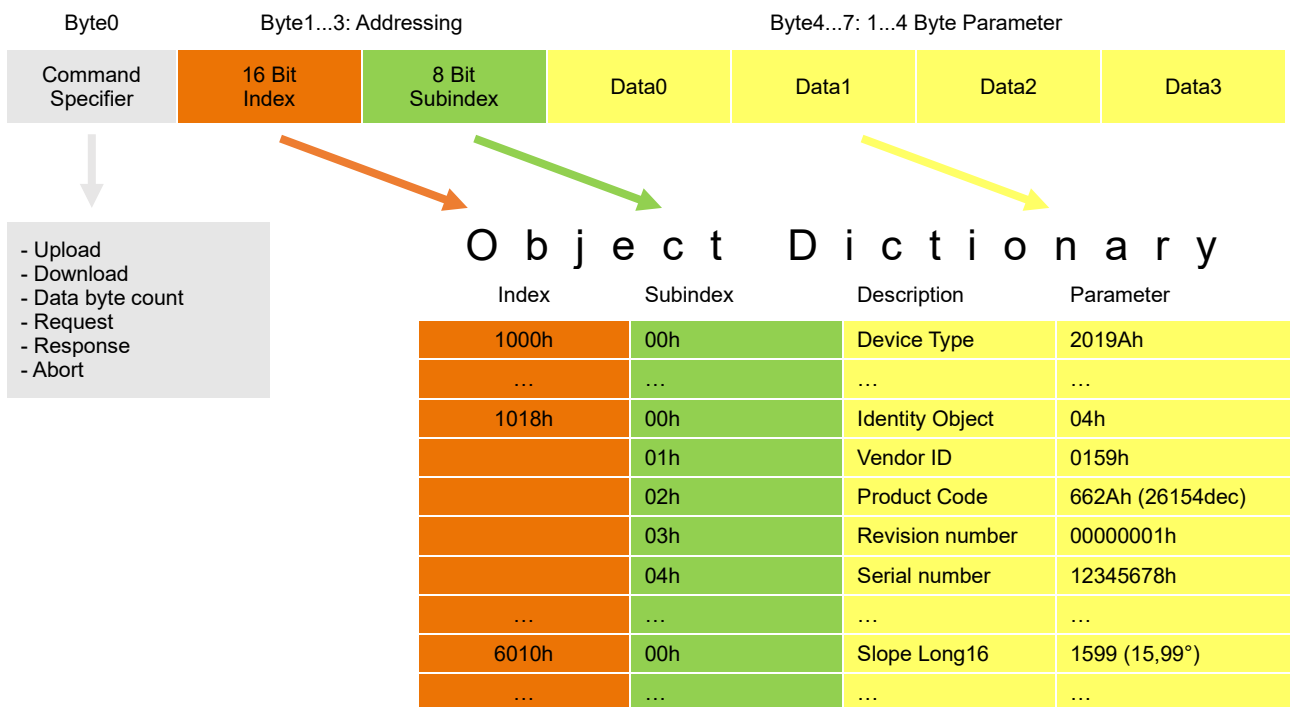 Byte0 Byte1...3: Addressing Byte4...7: 1...4 Byte Parameter
Command Specifier
16 Bit Index
8 Bit Subindex
Data0 Data1 Data2 Data3
- Upload
- Download
- Data byte count
- Request
- Response
- Abort
Object Dictionary
Index Subindex Description Parameter
1000h 00h Device Type 2019Ah
… … … …
1018h 00h Identity Object 04h
01h Vendor ID 0159h
02h Product Code 662Ah (26154dec)
03h Revision number 00000001h
04h Serial number 12345678h
… … … …
6010h 00h Slope Long16 1599 (15,99°)
… … … …